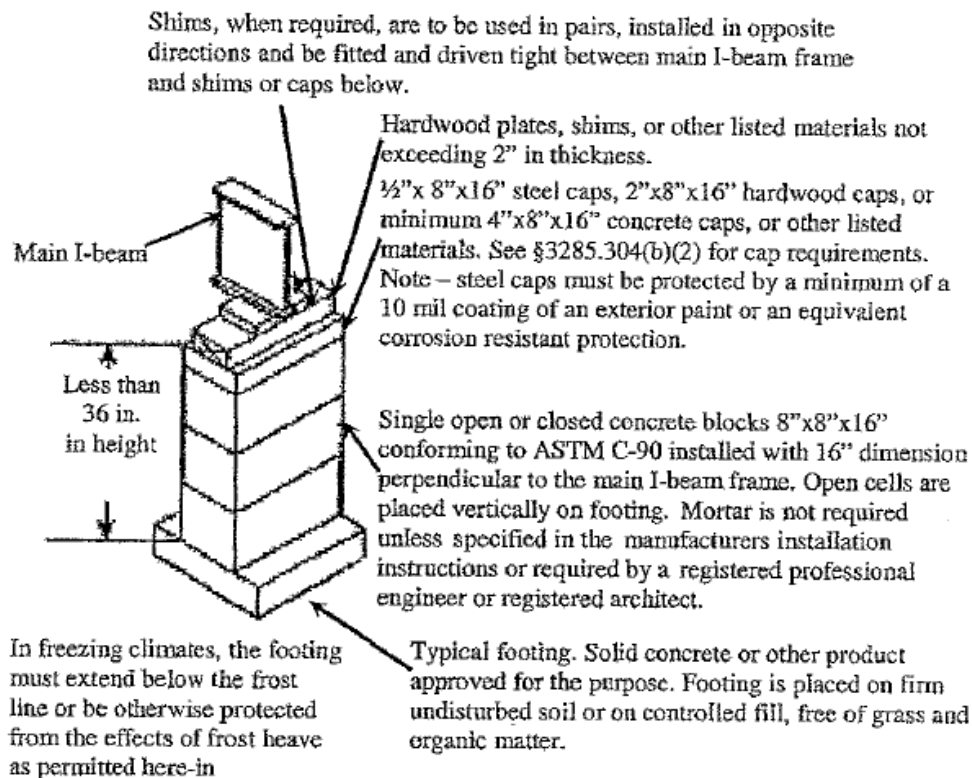 Shims, when required, are to be used in pairs, installed in opposite
directions and be fitted and driven tight between main I-beam frame
and shims or caps below.
Hardwood plates, shims, or other listed materials not
exceeding 2” in thickness.
½”x 8”x16” steel caps, 2”x8”x16” hardwood caps, or
minimum 4”x8”x16” concrete caps, or other listed
materials. See §3285.304(b)(2) for cap requirements.
Note – steel caps must be protected by a minimum of a
10 mil coating of an exterior paint or an equivalent
corrosion resistant protection.
Main I-beam
Less than
36 in.
in height
Single open or closed concrete blocks 8”x8”x16”
conforming to ASTM C-90 installed with 16” dimension
perpendicular to the main I-beam frame. Open cells are
placed vertically on footing. Mortar is not required
unless specified in the manufacturers installation
instructions or required by a registered professional
engineer or registered architect.
In freezing climates, the footing
must extend below the frost
line or be otherwise protected
from the effects of frost heave
as permitted here-in
Typical footing. Solid concrete or other product
approved for the purpose. Footing is placed on firm
undisturbed soil or on controlled fill, free of grass and
organic matter.